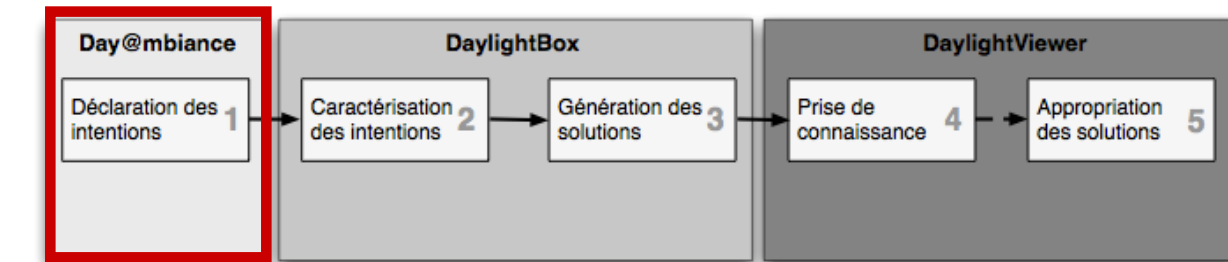 Day@mbiance
DaylightBox
DaylightViewer
Déclaration des
intentions
1
Caractérisation
des intentions
2
Génération des
solutions
3
Prise de
connaissance
4
Appropriation
des solutions
5